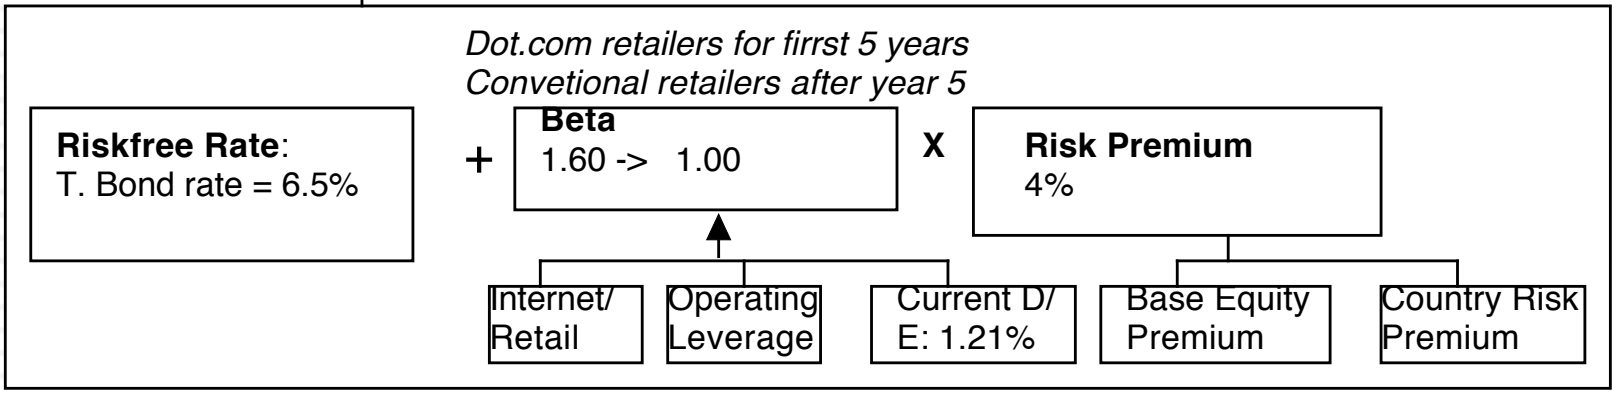 Dot.com retailers for firrst 5 years
Convetional retailers after year 5
Riskfree Rate:
T. Bond rate = 6.5%
+
Beta
1.60 -> 1.00
X
Risk Premium
4%
Internet/
Retail
Operating
Leverage
Current D/
E: 1.21%
Base Equity
Premium
Country Risk
Premium